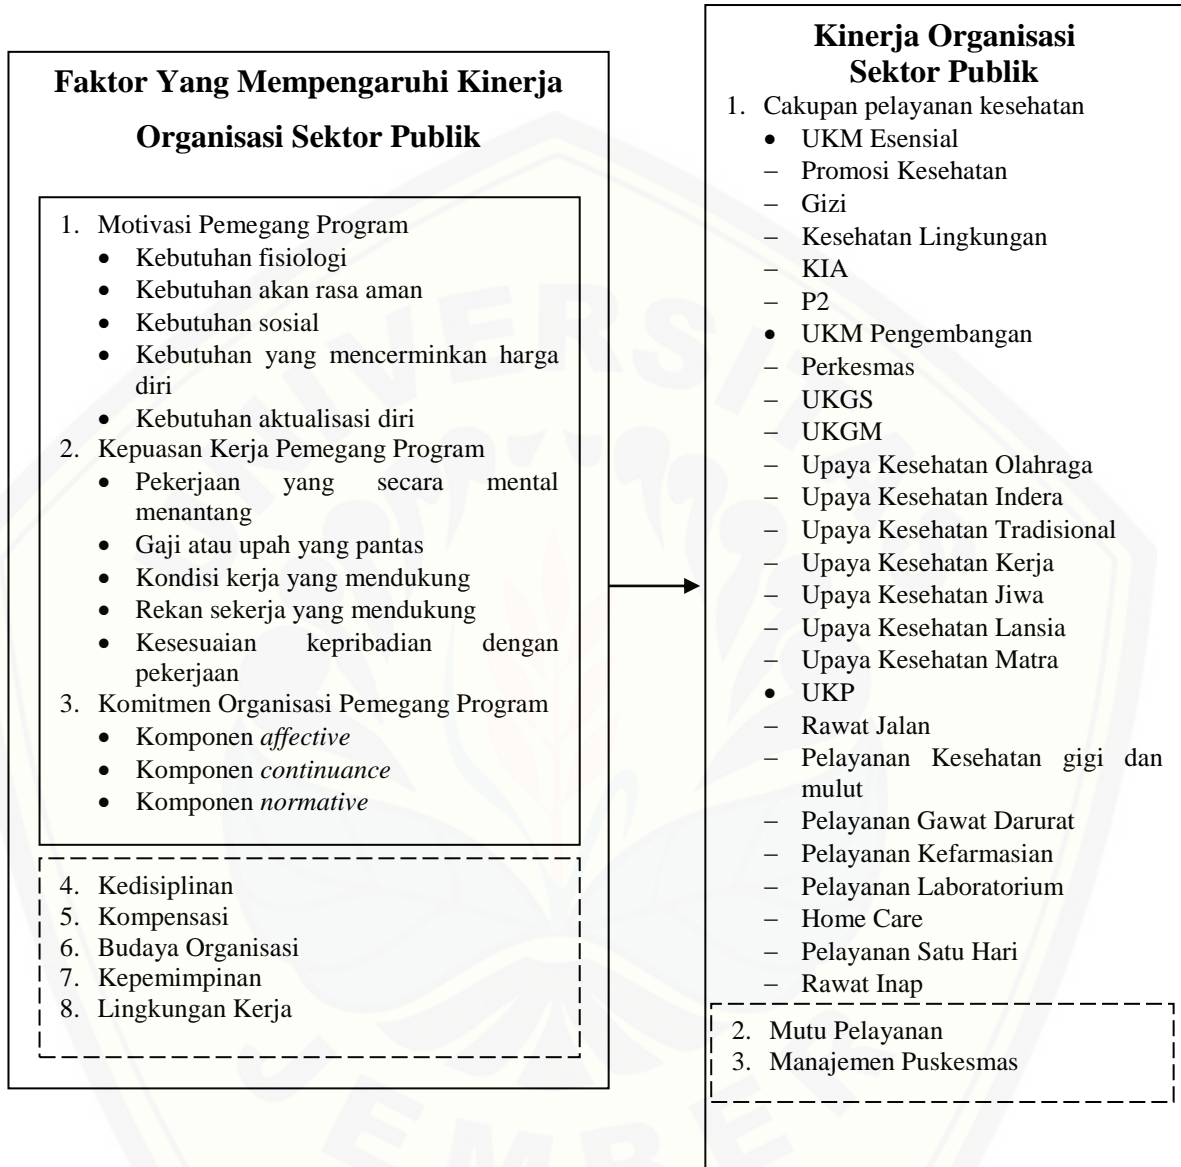 Faktor Yang Mempengaruhi Kinerja
Organisasi Sektor Publik
1. Motivasi Pemegang Program
• Kebutuhan fisiologi
• Kebutuhan akan rasa aman
• Kebutuhan sosial
• Kebutuhan yang mencerminkan harga
diri
• Kebutuhan aktualisasi diri
2. Kepuasan Kerja Pemegang Program
• Pekerjaan yang secara mental
menantang
• Gaji atau upah yang pantas
• Kondisi kerja yang mendukung
• Rekan sekerja yang mendukung
• Kesesuaian kepribadian dengan
pekerjaan
3. Komitmen Organisasi Pemegang Program
• Komponen affective
• Komponen continuance
• Komponen normative
4. Kedisiplinan
5. Kompensasi
6. Budaya Organisasi
7. Kepemimpinan
8. Lingkungan Kerja
Kinerja Organisasi
Sektor Publik
1. Cakupan pelayanan kesehatan
• UKM Esensial
– Promosi Kesehatan
– Gizi
– Kesehatan Lingkungan
– KIA
– P2
• UKM Pengembangan
– Perkesmas
– UKGS
– UKGM
– Upaya Kesehatan Olahraga
– Upaya Kesehatan Indera
– Upaya Kesehatan Tradisional
– Upaya Kesehatan Kerja
– Upaya Kesehatan Jiwa
– Upaya Kesehatan Lansia
– Upaya Kesehatan Matra
• UKP
– Rawat Jalan
– Pelayanan Kesehatan gigi dan
mulut
– Pelayanan Gawat Darurat
– Pelayanan Kefarmasian
– Pelayanan Laboratorium
– Home Care
– Pelayanan Satu Hari
– Rawat Inap
2. Mutu Pelayanan
3. Manajemen Puskesmas
UNIVERSITAS
JEMBER